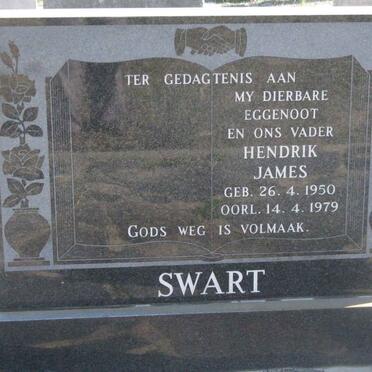 TER GEDAGTENIS AAN
MY DIERBARE
EGGENOOT
EN ONS VADER
HENDRIK
JAMES
GEB. 26. 4. 1950
OORL. 14. 4. 1979
GODS WEG IS VOLMAAK.
SWART